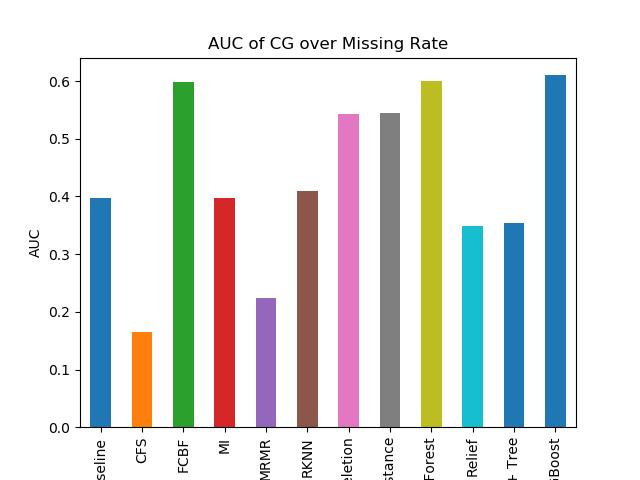 AUC of CG over Missing Rate
AUC
0.6
0.5
0.4
0.3
0.2
0.1
0.0
seline
CFS
FCBF
MI
MRMR
RKNN
eletion
stance
Forest
Relief
+ Tree
Boost